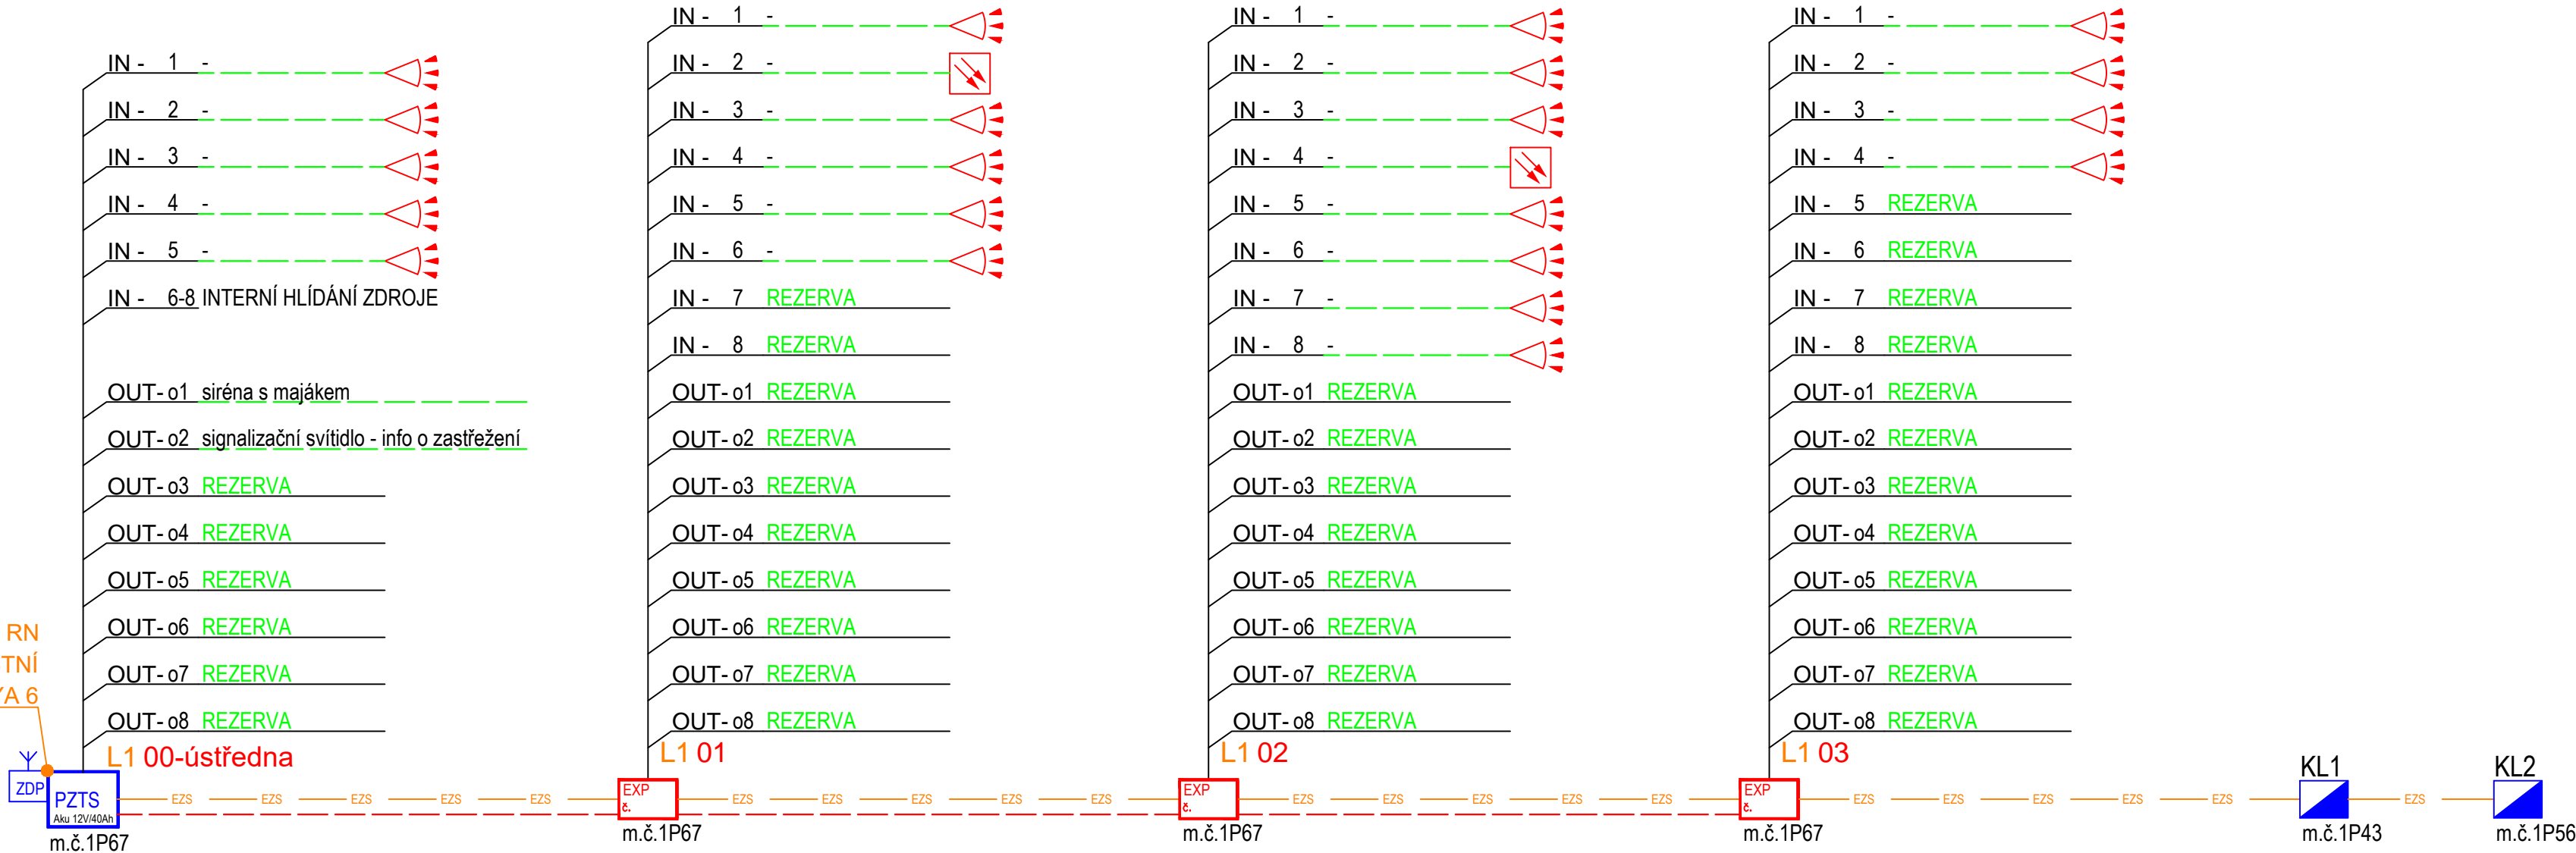 IN - 1 -
IN - 2 -
IN - 3 -
IN - 4 -
IN - 5 -
IN - 6-8 INTERNÍ HLÍDÁNÍ ZDROJE
OUT- o1 siréna s majákem
OUT- o2 signalizační svítidlo - info o zastřežení
OUT- o3 REZERVA
OUT- o4 REZERVA
OUT- o5 REZERVA
OUT- o6 REZERVA
OUT- o7 REZERVA
OUT- o8 REZERVA
L1 00-ústředna
RN
TNÍ
YA 6
ZDP
PZTS
Aku 12V/40Ah
m.č.1P67
IN - 1 -
IN - 2 -
IN - 3 -
IN - 4 -
IN - 5 -
IN - 6 -
IN - 7 REZERVA
IN - 8 REZERVA
OUT- o1 REZERVA
OUT- o2 REZERVA
OUT- o3 REZERVA
OUT- o4 REZERVA
OUT- o5 REZERVA
OUT- o6 REZERVA
OUT- o7 REZERVA
OUT- o8 REZERVA
L1 01
EXP
č.
m.č.1P67
IN - 1 -
IN - 2 -
IN - 3 -
IN - 4 -
IN - 5 -
IN - 6 -
IN - 7 -
IN - 8 -
OUT- o1 REZERVA
OUT- o2 REZERVA
OUT- o3 REZERVA
OUT- o4 REZERVA
OUT- o5 REZERVA
OUT- o6 REZERVA
OUT- o7 REZERVA
OUT- o8 REZERVA
L1 02
EXP
č.
m.č.1P67
IN - 1 -
IN - 2 -
IN - 3 -
IN - 4 -
IN - 5 REZERVA
IN - 6 REZERVA
IN - 7 REZERVA
IN - 8 REZERVA
OUT- o1 REZERVA
OUT- o2 REZERVA
OUT- o3 REZERVA
OUT- o4 REZERVA
OUT- o5 REZERVA
OUT- o6 REZERVA
OUT- o7 REZERVA
OUT- o8 REZERVA
L1 03
EXP
č.
m.č.1P67
EZS EZS EZS EZS EZS EZS EZS EZS EZS EZS EZS EZS EZS EZS EZS EZS EZS EZS EZS EZS EZS
KL1
m.č.1P43
KL2
m.č.1P56